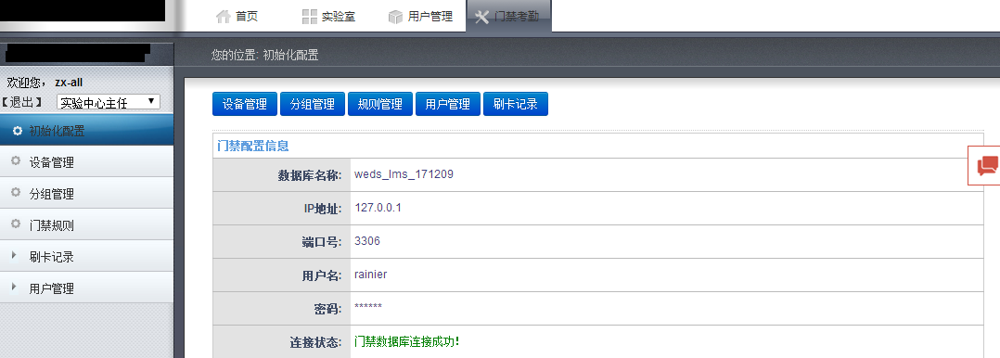 首页 实验室 用户管理 门禁考勤
您的位置: 初始化配置
欢迎您， zx-all
【退出】 实验中心主任
初始化配置
设备管理
分组管理
门禁规则
刷卡记录
用户管理
设备管理 分组管理 规则管理 用户管理 刷卡记录
门禁配置信息
数据库名称: weds_lms_171209
IP地址: 127.0.0.1
端口号: 3306
用户名: rainier
密码: ******
连接状态: 门禁数据库连接成功!